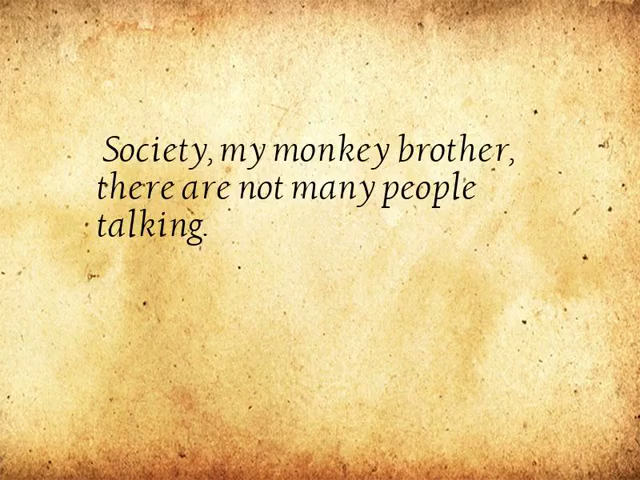 Society, my monkey brother,
there are not many people
talking.